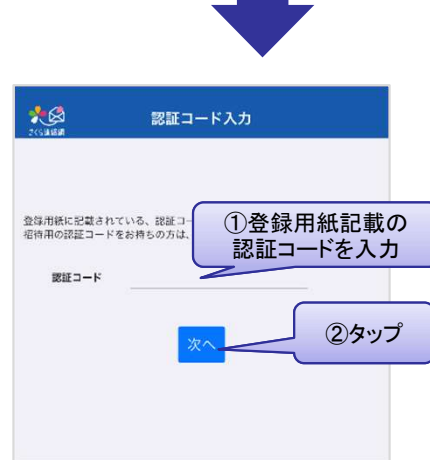 さくら連絡網
認証コード入力
登録用紙に記載されている、認証コー
招待用の認証コードをお持ちの方は、
①登録用紙記載の
認証コードを入力
認証コード
次へ
②タップ